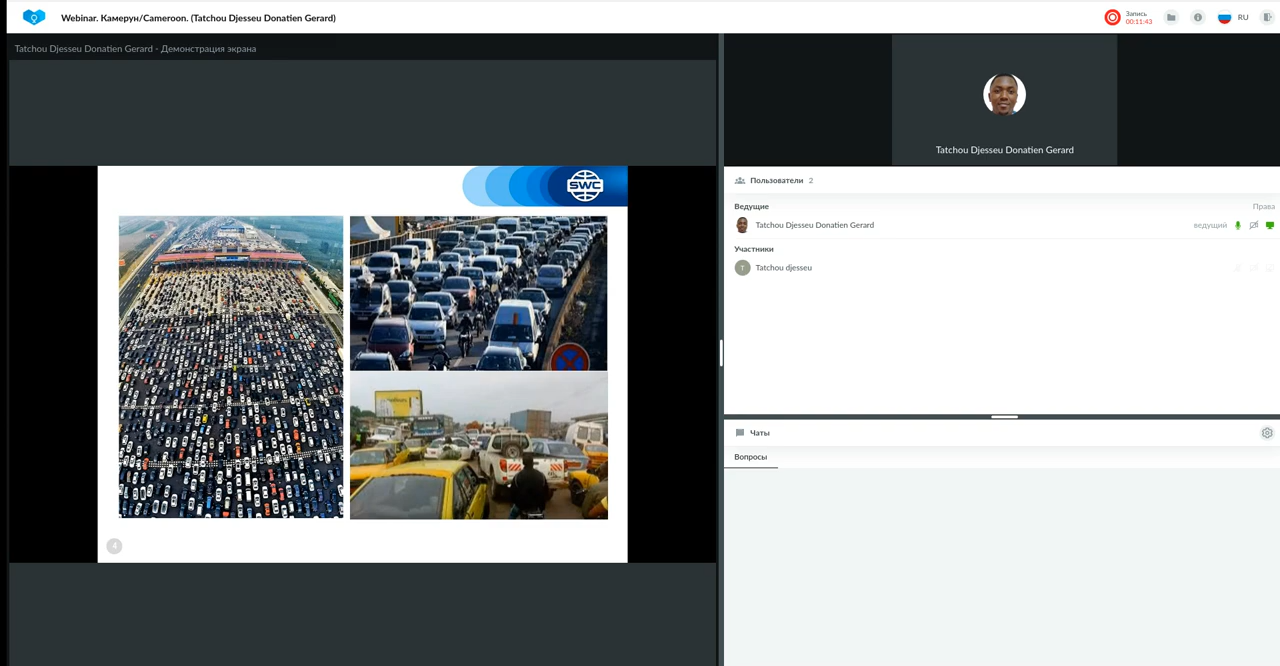 Webinar. Камерун/Cameroon. (Tatchou Djesseu Donatien Gerard)
Запись
00:11:43
RU
Tatchou Djesseu Donatien Gerard - Демонстрация экрана
SWC
4
Tatchou Djesseu Donatien Gerard
Пользователи 2
Ведущие Права
Tatchou Djesseu Donatien Gerard ведущий
Участники
T Tatchou djesseu
Чаты
Вопросы